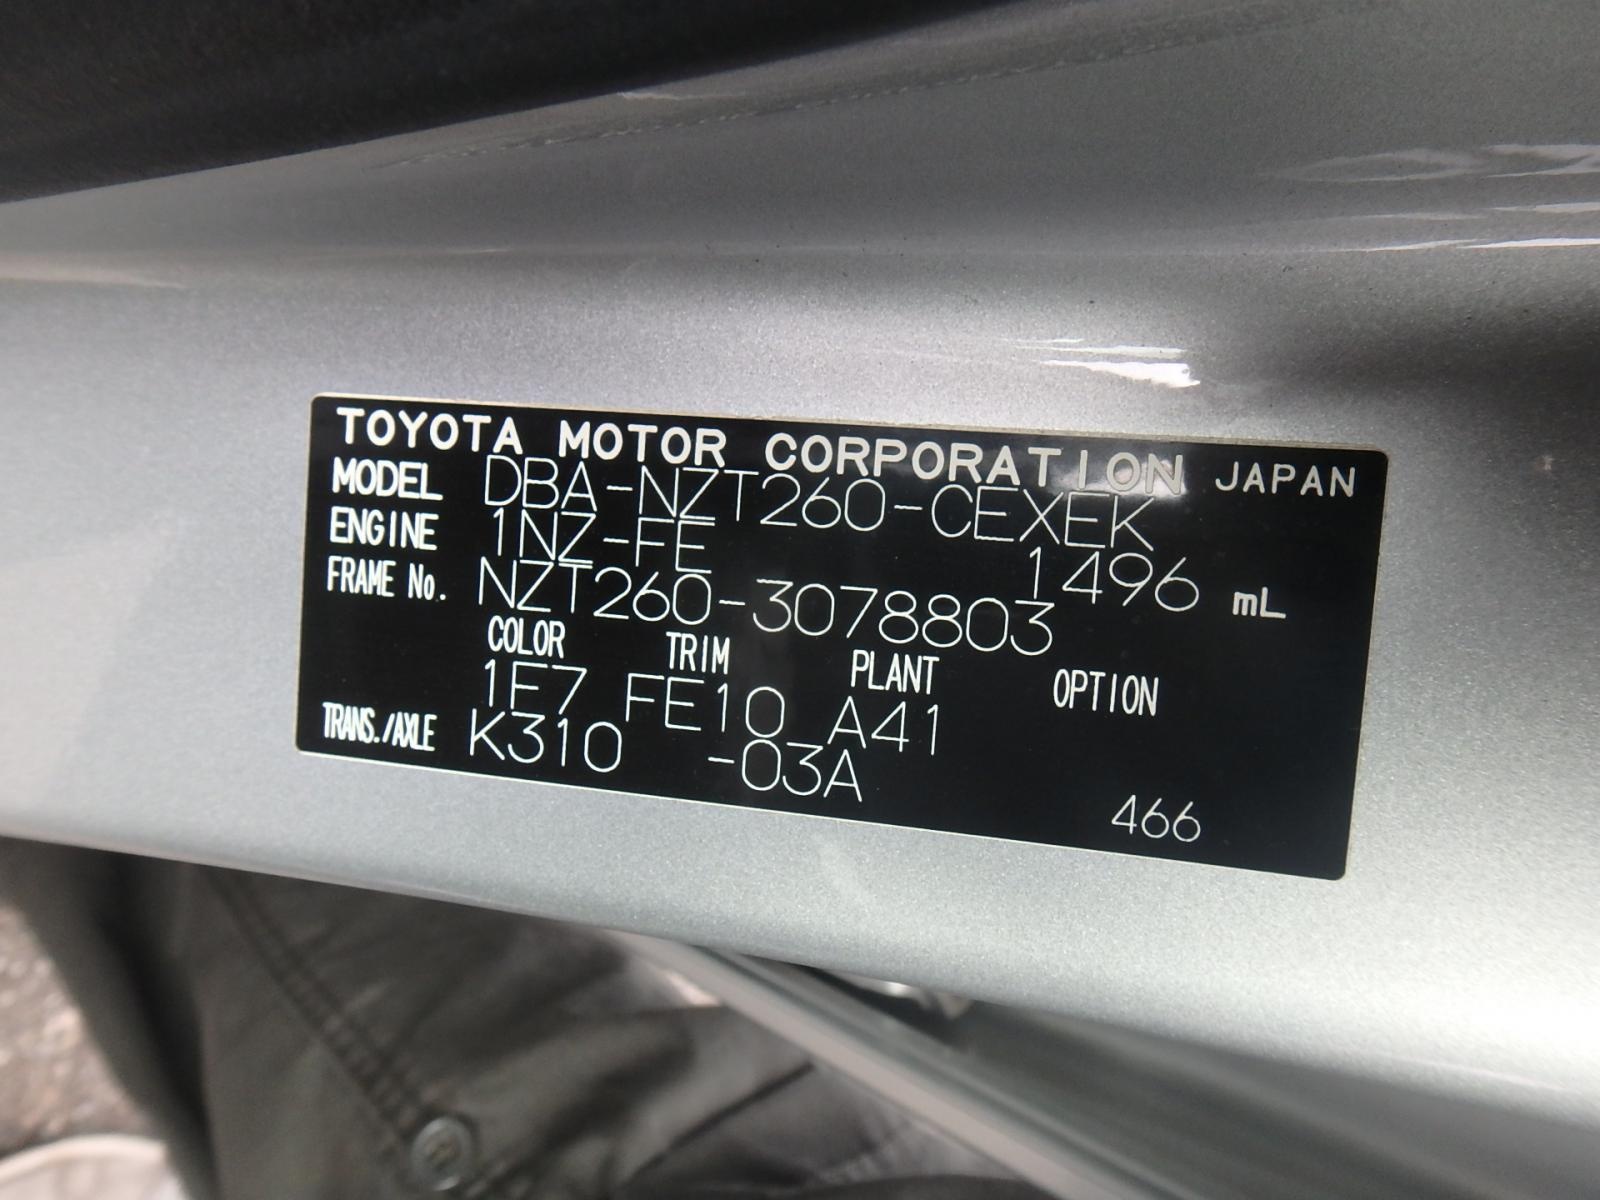 TOYOTA MOTOR CORPORATION JAPAN
MODEL DBA-NZT260-CEXEK
ENGINE 1NZ-FE 1496 mL
FRAME No. NZT260-3078803
COLOR TRIM PLANT OPTION
1F7 FE10 A41
TRANS./AXLE K310 -03A
466